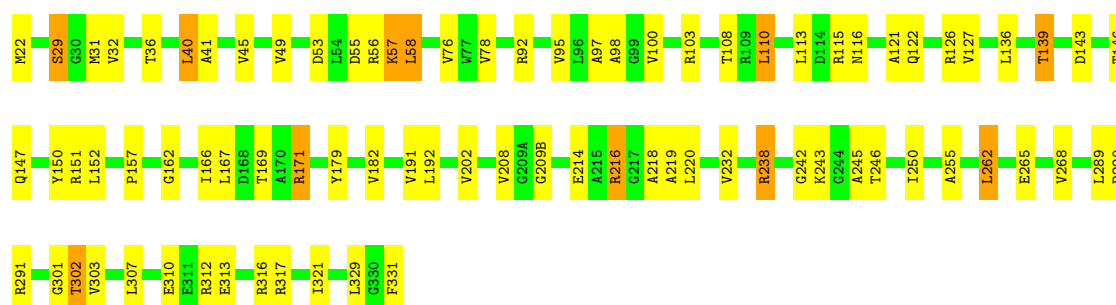 M22 S29 G30 M31 V32 T36 L40 A41 V45 V49 D53 L54 D55 R56 K57 L58 V76 W77 V78 R92 V95 L96 A97 A98 G99 V100 R103 T108 R109 L110 L113 D114 R115 N116 A121 Q122 R126 V127 L136 T139 D143
Q147 Y150 R151 L152 P157 G162 I166 L167 D168 T169 A170 R171 Y179 V182 V191 L192 V202 V208 G209A G209B E214 A215 R216 G217 A218 A219 L220 V232 R238 G242 K243 G244 A245 T246 I250 A255 L262 E265 V268 L289
R291 G301 T302 V303 L307 E310 E311 R312 E313 R316 R317 I321 L329 G330 F331